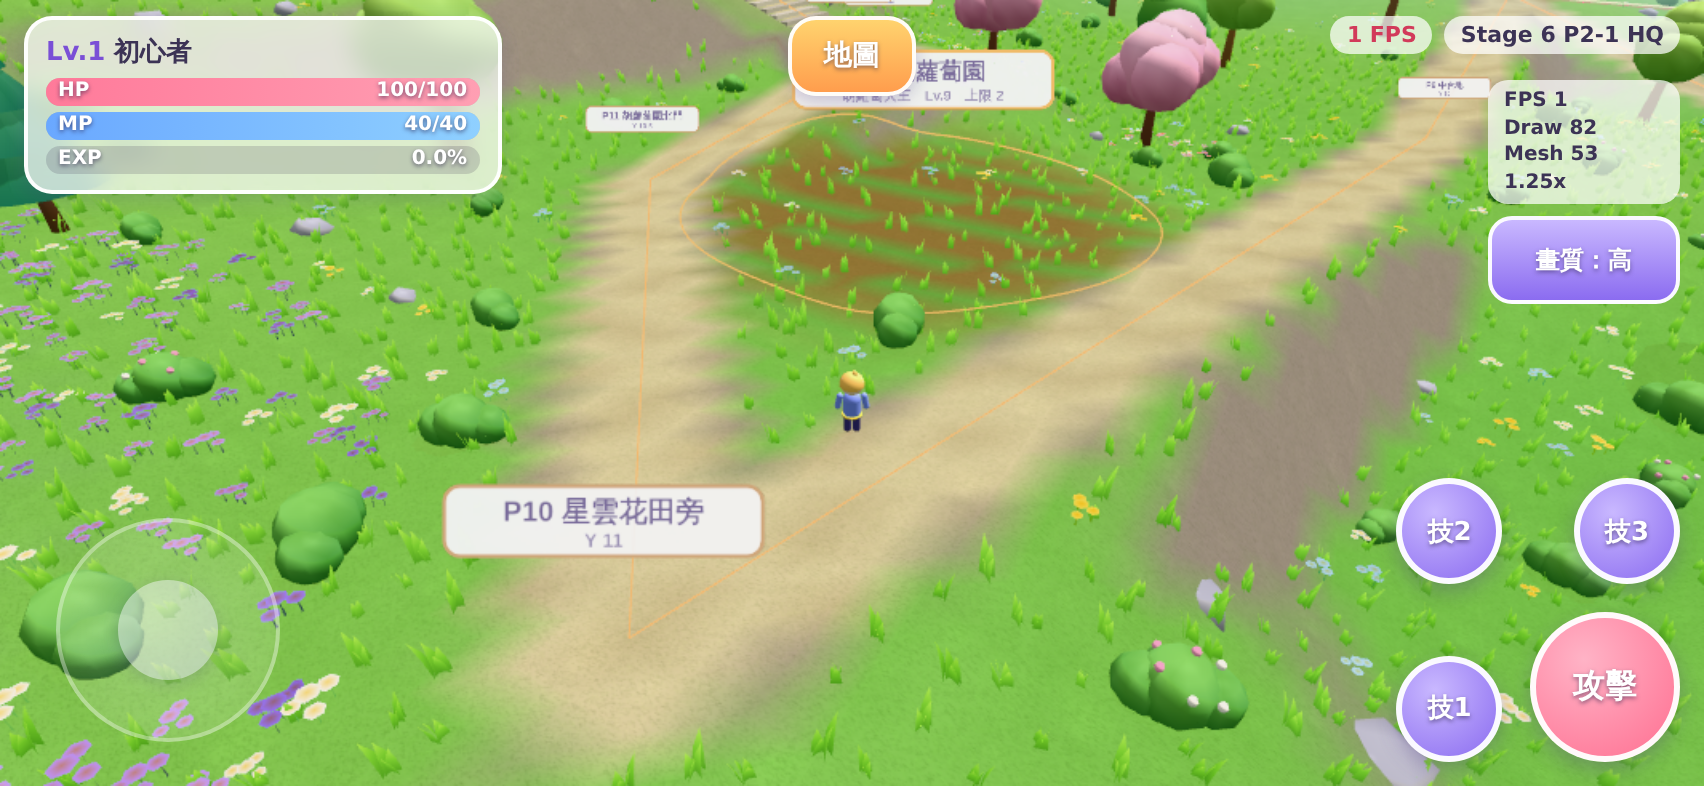 Lv.1 初心者
HP 100/100
MP 40/40
EXP 0.0%
地圖
蘿蔔園
Lv.9 上限 2
1 FPS
Stage 6 P2-1 HQ
FPS 1
Draw 82
Mesh 53
1.25x
畫質：高
P10 星雲花田旁
Y 11
技2
技3
技1
攻擊